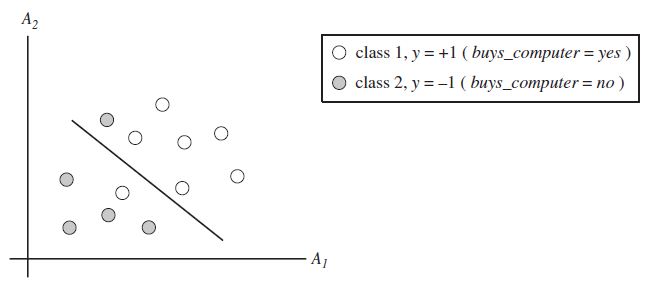 A₂
class 1, y = +1 ( buys_computer = yes )
class 2, y = –1 ( buys_computer = no )
A₁